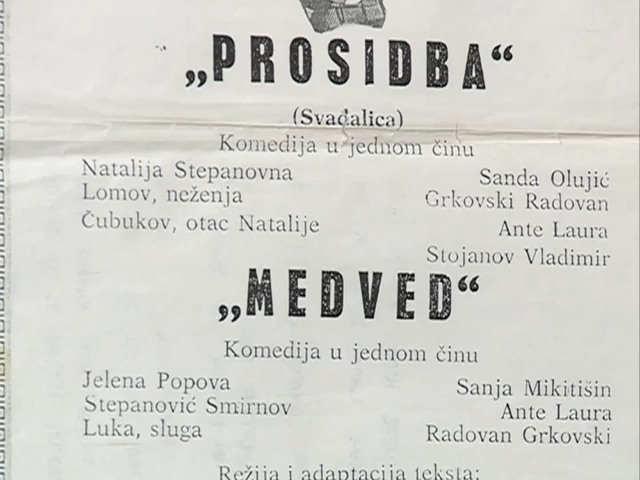 „PROSIDBA“
(Svađalica)
Komedija u jednom činu
Natalija Stepanovna Sanda Olujić
Lomov, neženja Grkovski Radovan
Čubukov, otac Natalije Ante Laura
Stojanov Vladimir
„MEDVED“
Komedija u jednom činu
Jelena Popova Sanja Mikitišin
Stepanović Smirnov Ante Laura
Luka, sluga Radovan Grkovski
Režija i adaptacija teksta: